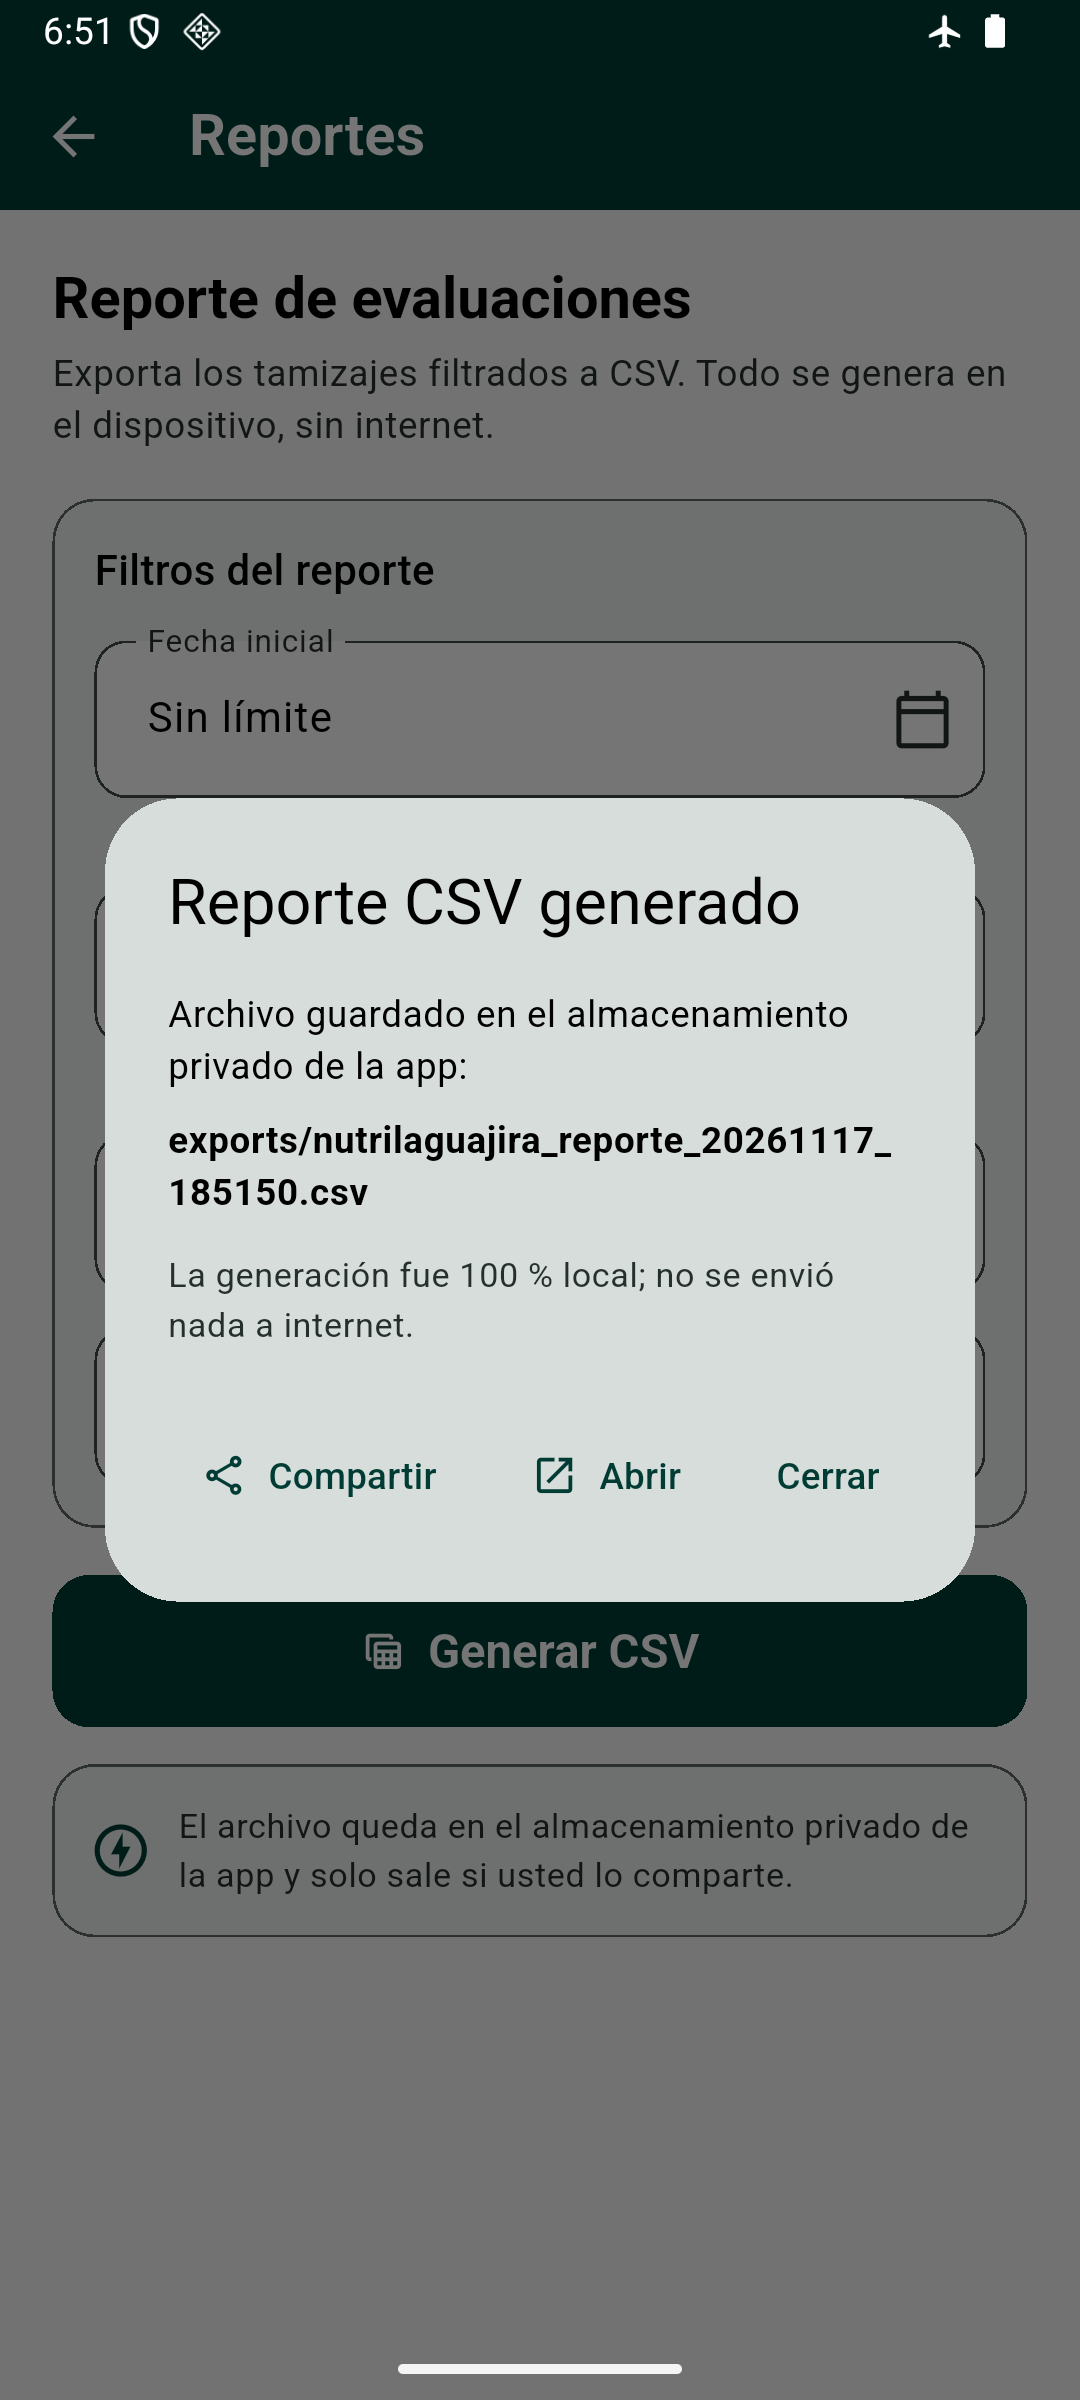 6:51
Reportes
Reporte de evaluaciones
Exporta los tamizajes filtrados a CSV. Todo se genera en
el dispositivo, sin internet.
Filtros del reporte
Fecha inicial
Sin límite
Reporte CSV generado
Archivo guardado en el almacenamiento
privado de la app:
exports/nutrilaguajira_reporte_20261117_
185150.csv
La generación fue 100 % local; no se envió
nada a internet.
Compartir
Abrir
Cerrar
Generar CSV
El archivo queda en el almacenamiento privado de
la app y solo sale si usted lo comparte.